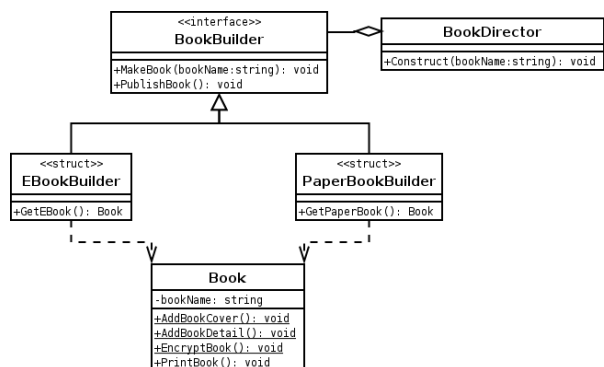 <<interface>>
BookBuilder
+MakeBook(bookName:string): void
+PublishBook(): void
BookDirector
+Construct(bookName:string): void
<<struct>>
EBookBuilder
+GetEBook(): Book
<<struct>>
PaperBookBuilder
+GetPaperBook(): Book
Book
-bookName: string
+AddBookCover(): void
+AddBookDetail(): void
+EncryptBook(): void
+PrintBook(): void